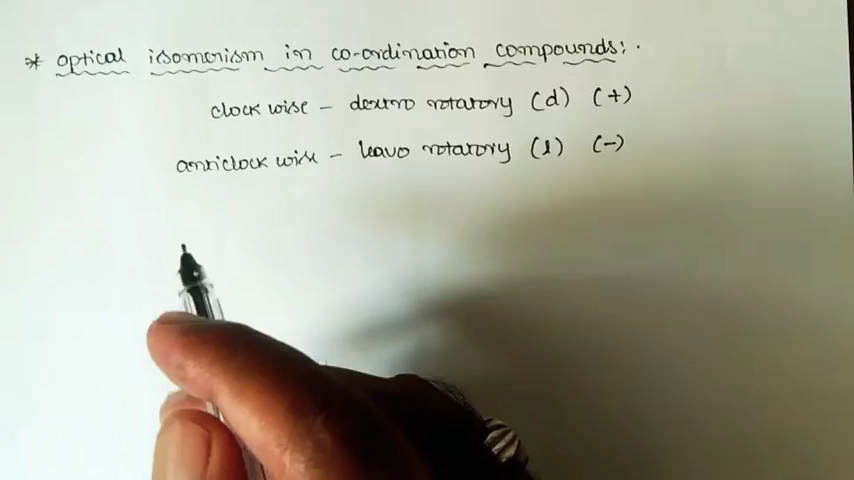 * optical isomerism in co-ordination compounds:.
clock wise - dextro rotatory (d) (+)
anticlock wise - leavo rotatory (l) (-)